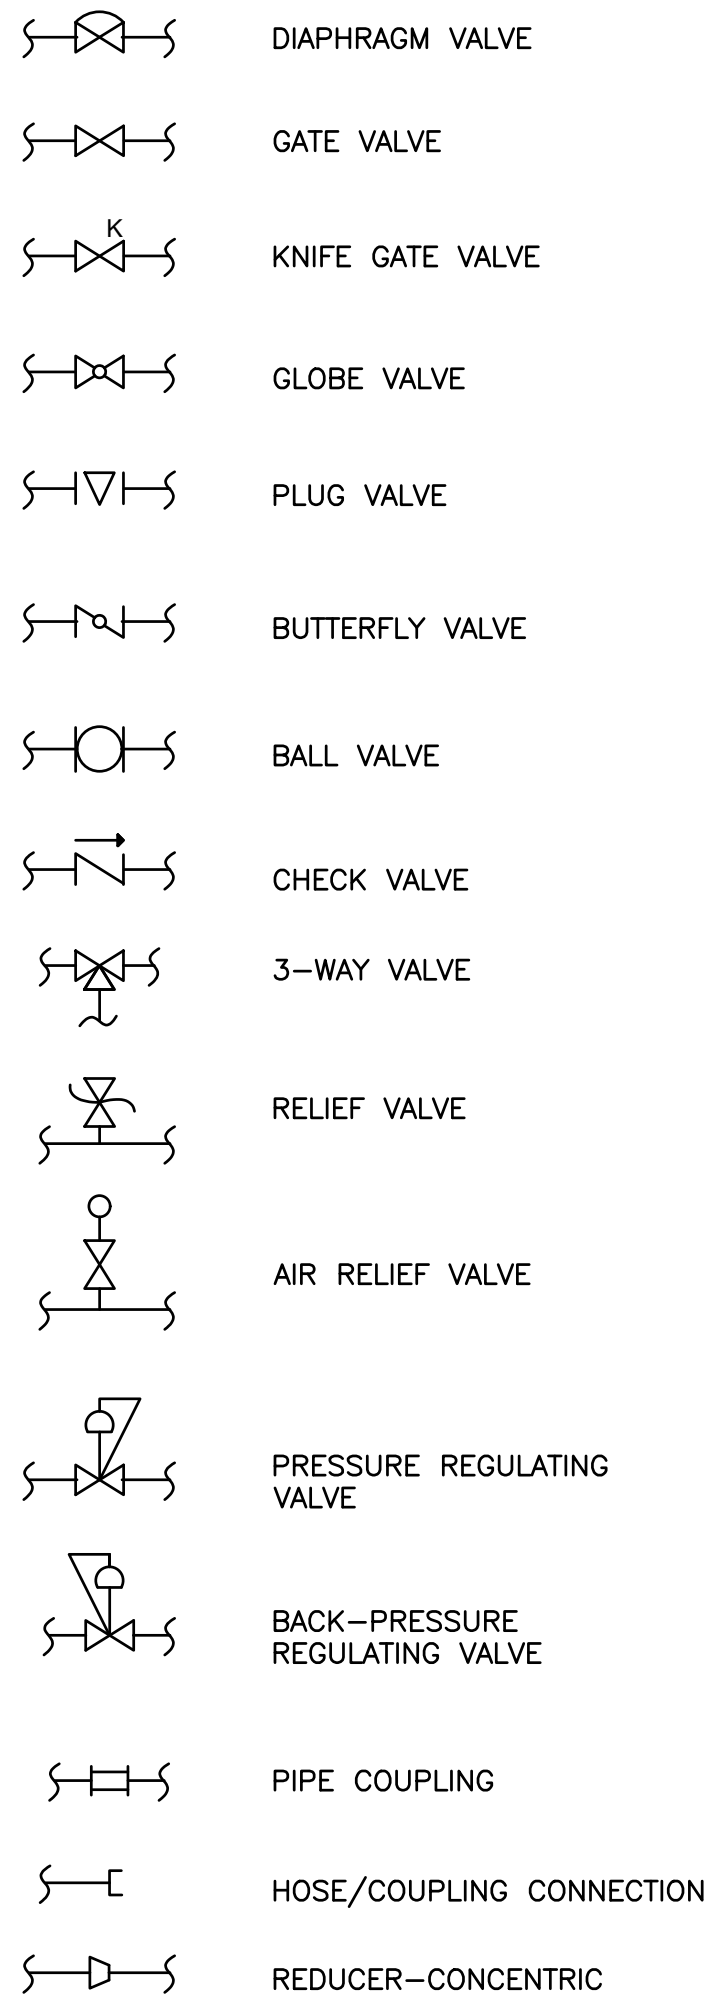 DIAPHRAGM VALVE
GATE VALVE
K
KNIFE GATE VALVE
GLOBE VALVE
PLUG VALVE
BUTTERFLY VALVE
BALL VALVE
CHECK VALVE
3-WAY VALVE
RELIEF VALVE
AIR RELIEF VALVE
PRESSURE REGULATING
VALVE
BACK-PRESSURE
REGULATING VALVE
PIPE COUPLING
HOSE/COUPLING CONNECTION
REDUCER-CONCENTRIC